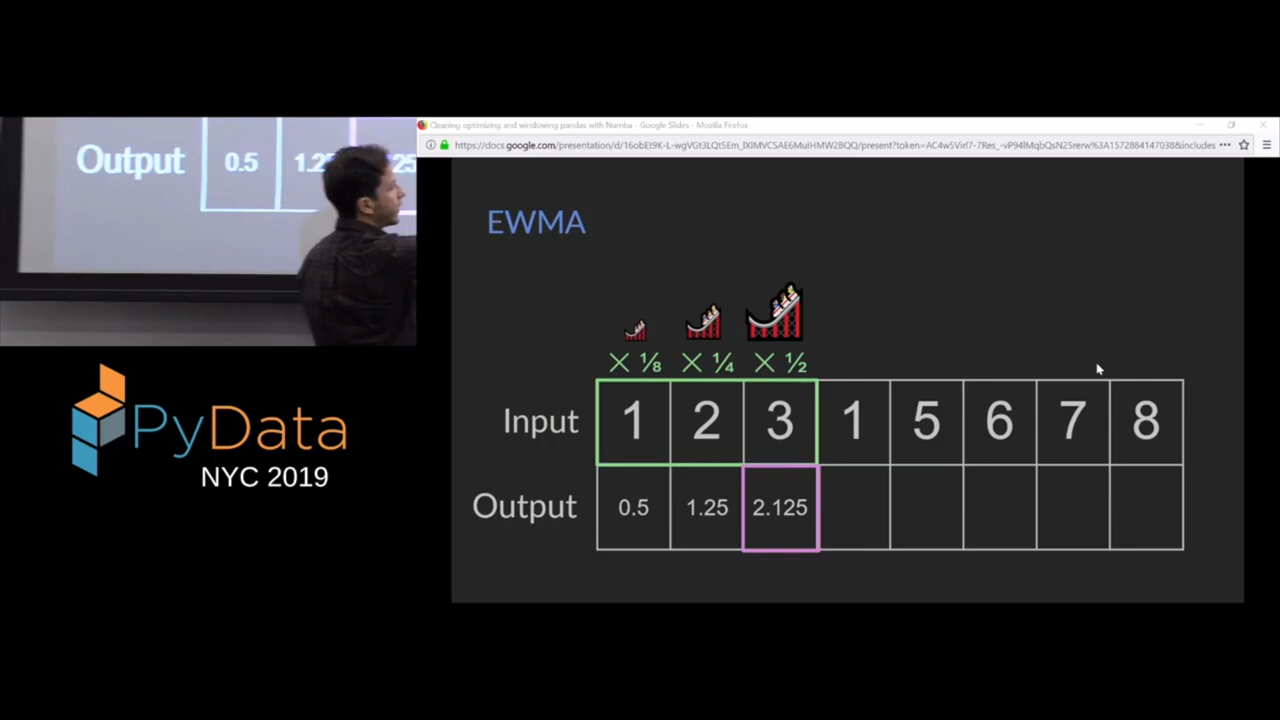 Cleaning optimizing and windowing pandas with Numba - Google Slides - Mozilla Firefox
EWMA
× 1/8 × 1/4 × 1/2
Input 1 2 3 1 5 6 7 8
Output 0.5 1.25 2.125
Output 0.5
PyData
NYC 2019